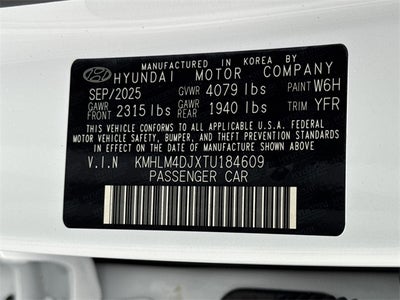 MANUFACTURED IN KOREA BY
HYUNDAI MOTOR COMPANY
SEP/2025 GVWR 4079 lbs PAINT W6H
GAWR FRONT 2315 lbs GAWR REAR 1940 lbs TRIM YFR
THIS VEHICLE CONFORMS TO ALL APPLICABLE U.S.A FEDERAL
MOTOR VEHICLE SAFETY, BUMPER, AND THEFT PREVENTION STANDARDS
IN EFFECT ON THE DATE OF MANUFACTURE SHOWN ABOVE.
V.I.N KMHLM4DJXTU184609
PASSENGER CAR